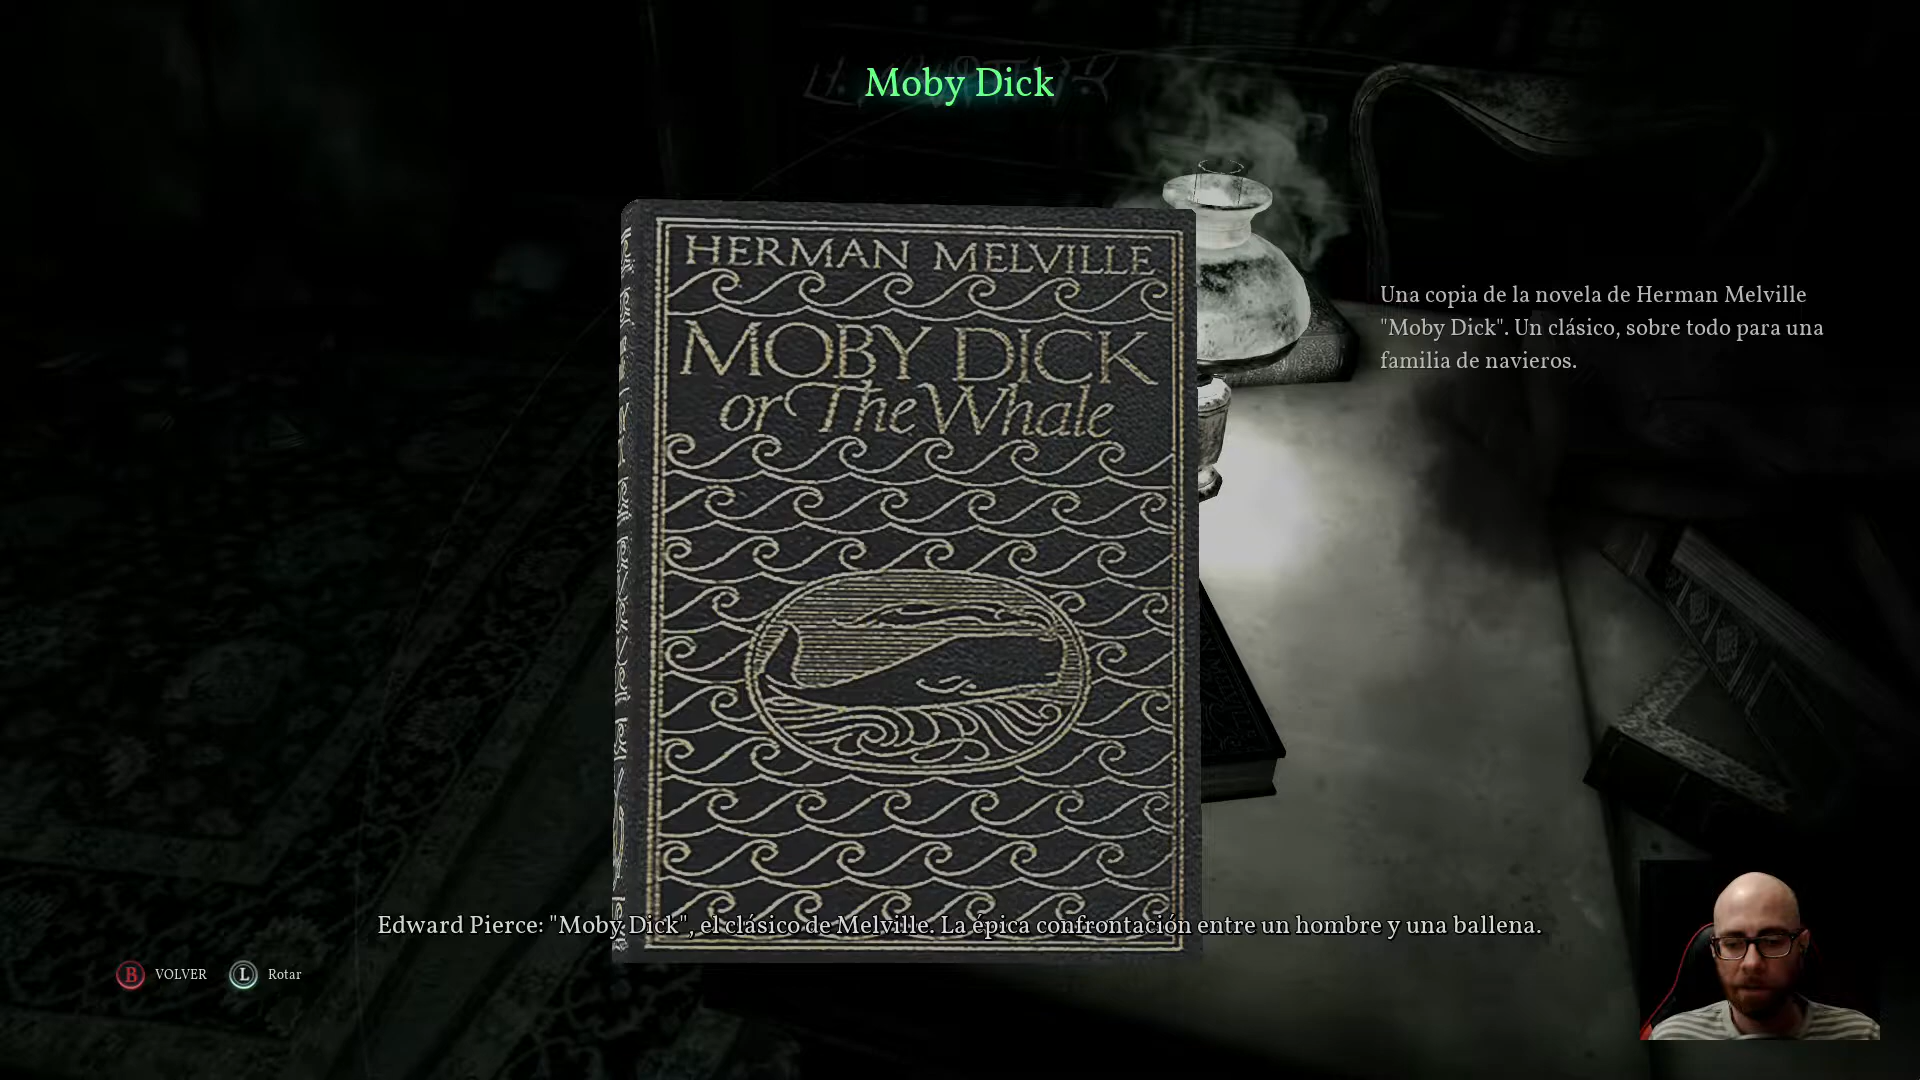 Moby Dick
HERMAN MELVILLE
MOBY DICK
or The Whale
Una copia de la novela de Herman Melville
"Moby Dick". Un clásico, sobre todo para una
familia de navieros.
Edward Pierce: "Moby Dick", el clásico de Melville. La épica confrontación entre un hombre y una ballena.
B VOLVER L Rotar